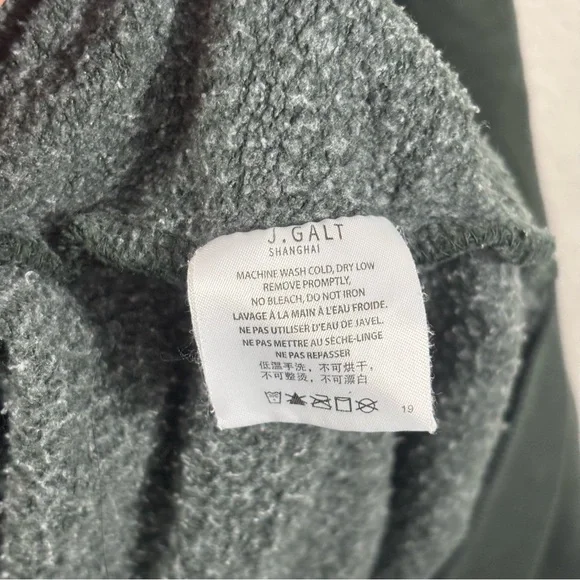 J.GALT
SHANGHAI
MACHINE WASH COLD, DRY LOW
REMOVE PROMPTLY,
NO BLEACH, DO NOT IRON
LAVAGE À LA MAIN À L'EAU FROIDE.
NE PAS UTILISER D'EAU DE JAVEL.
NE PAS METTRE AU SÈCHE-LINGE
NE PAS REPASSER
低温手洗，不可烘干，
不可整烫，不可漂白
19